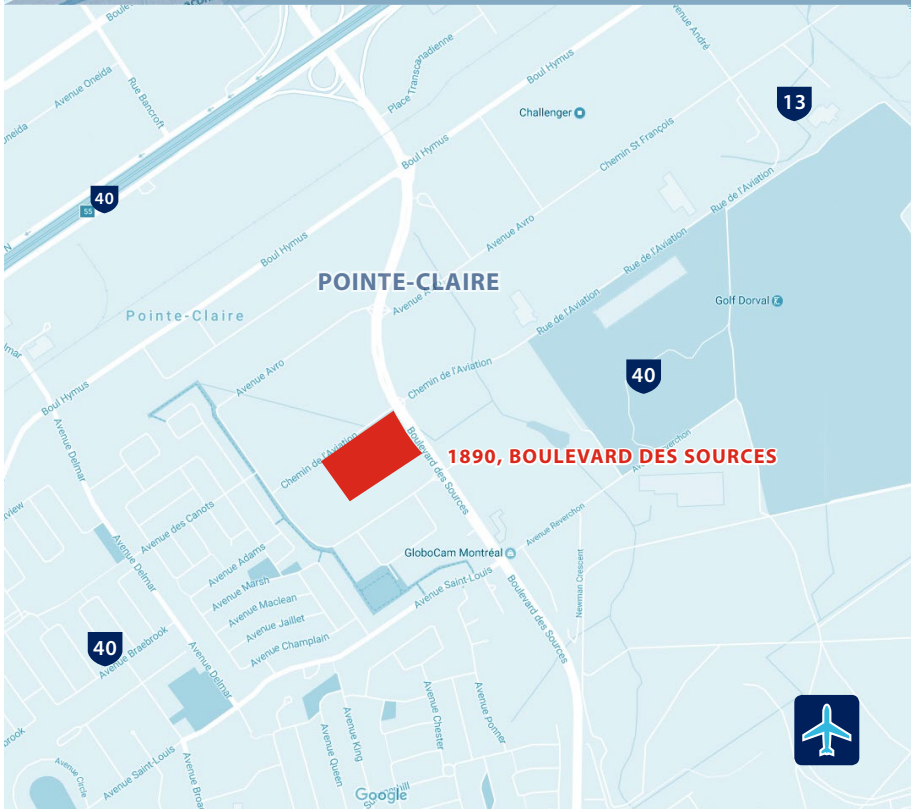 Avenue Oneida
Rue Bancroft
Place Transcanadienne
Boul Hymus
Avenue André
Challenger
13
Chemin St François
Boul Hymus
40
55
N
Rue de l'Aviation
Avenue Avro
Boul Hymus
Rue de l'Aviation
POINTE-CLAIRE
Pointe-Claire
Golf Dorval
Rue de l'Aviation
Chemin de l'Aviation
Avenue Avro
40
Boul Hymus
Avenue Delmar
Boulevard des Sources
1890, BOULEVARD DES SOURCES
Chemin de l'Aviation
Avenue des Canots
Avenue Reverchon
GloboCam Montréal
Avenue Delmar
Avenue Adams
Avenue Marsh
Avenue Maclean
Avenue Jaillet
Avenue Champlain
Avenue Saint-Louis
Newman Crescent
Boulevard des Sources
40
Avenue Braebrook
Avenue Delmar
Avenue Saint-Louis
Avenue Circle
Avenue Queen
Avenue King
Avenue Chester
Avenue Ponner
Google